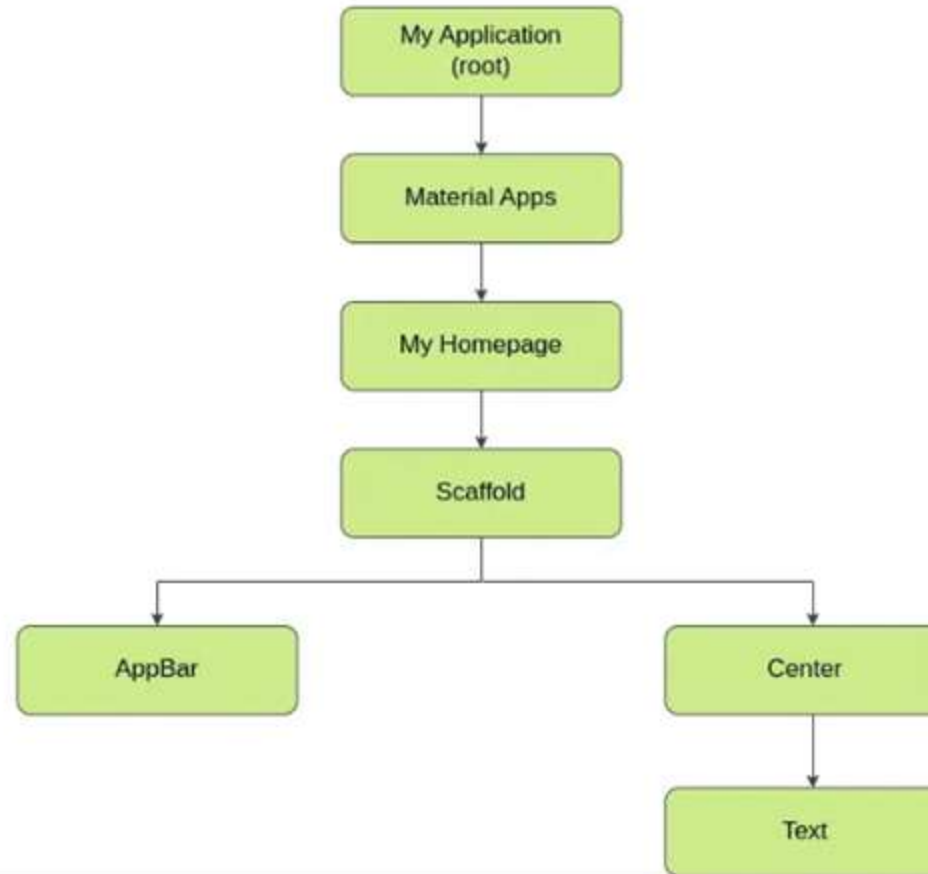 My Application
(root)
Material Apps
My Homepage
Scaffold
AppBar
Center
Text